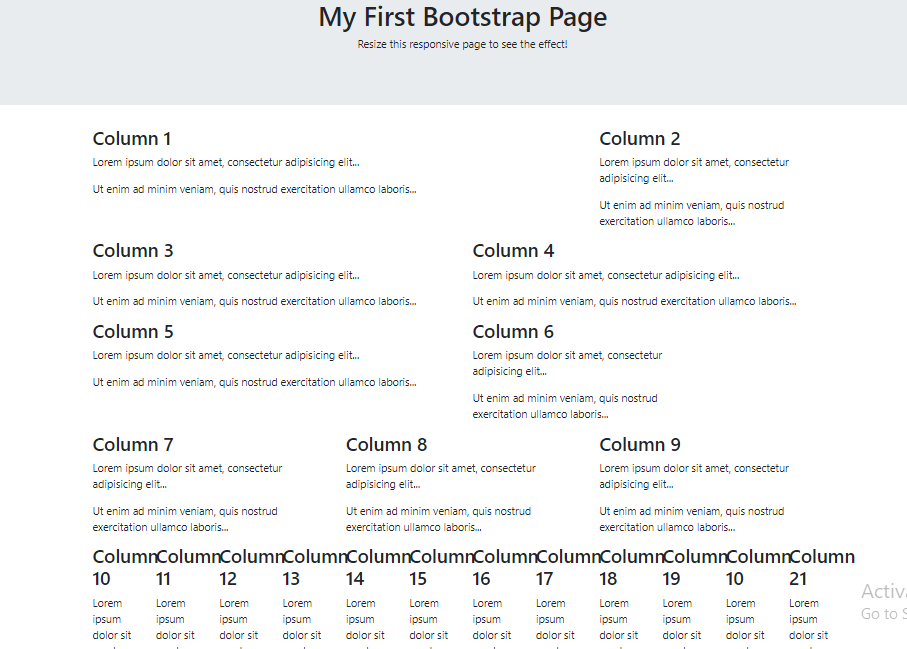 My First Bootstrap Page
Resize this responsive page to see the effect!
Column 1
Lorem ipsum dolor sit amet, consectetur adipisicing elit...
Ut enim ad minim veniam, quis nostrud exercitation ullamco laboris...
Column 2
Lorem ipsum dolor sit amet, consectetur
adipisicing elit...
Ut enim ad minim veniam, quis nostrud
exercitation ullamco laboris...
Column 3
Lorem ipsum dolor sit amet, consectetur adipisicing elit...
Ut enim ad minim veniam, quis nostrud exercitation ullamco laboris...
Column 4
Lorem ipsum dolor sit amet, consectetur adipisicing elit...
Ut enim ad minim veniam, quis nostrud exercitation ullamco laboris...
Column 5
Lorem ipsum dolor sit amet, consectetur adipisicing elit...
Ut enim ad minim veniam, quis nostrud exercitation ullamco laboris...
Column 6
Lorem ipsum dolor sit amet, consectetur
adipisicing elit...
Ut enim ad minim veniam, quis nostrud
exercitation ullamco laboris...
Column 7
Lorem ipsum dolor sit amet, consectetur
adipisicing elit...
Ut enim ad minim veniam, quis nostrud
exercitation ullamco laboris...
Column 8
Lorem ipsum dolor sit amet, consectetur
adipisicing elit...
Ut enim ad minim veniam, quis nostrud
exercitation ullamco laboris...
Column 9
Lorem ipsum dolor sit amet, consectetur
adipisicing elit...
Ut enim ad minim veniam, quis nostrud
exercitation ullamco laboris...
Column
10
Lorem
ipsum
dolor sit
Column
11
Lorem
ipsum
dolor sit
Column
12
Lorem
ipsum
dolor sit
Column
13
Lorem
ipsum
dolor sit
Column
14
Lorem
ipsum
dolor sit
Column
15
Lorem
ipsum
dolor sit
Column
16
Lorem
ipsum
dolor sit
Column
17
Lorem
ipsum
dolor sit
Column
18
Lorem
ipsum
dolor sit
Column
19
Lorem
ipsum
dolor sit
Column
10
Lorem
ipsum
dolor sit
Column
21
Lorem
ipsum
dolor sit
Activ
Go to S